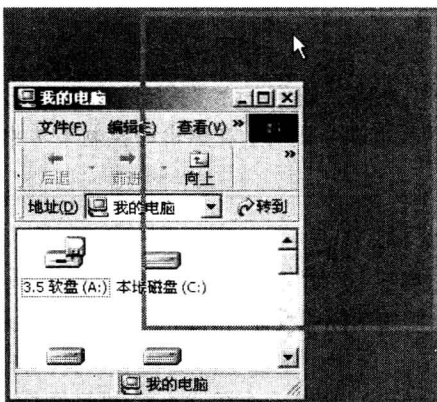 我的电脑
文件(F) 编辑(E) 查看(V) »
后退 前进 向上 »
地址(D) 我的电脑 转到
3.5 软盘 (A:) 本地磁盘 (C:)
我的电脑